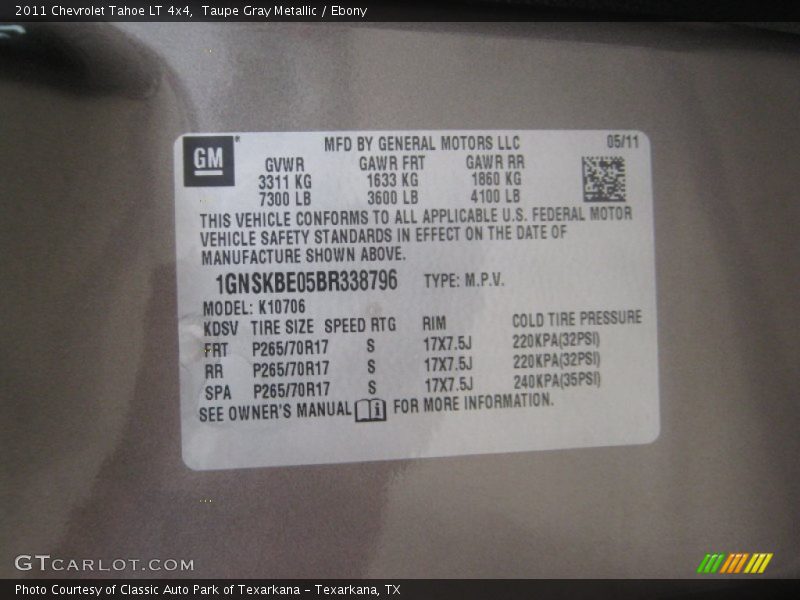 2011 Chevrolet Tahoe LT 4x4, Taupe Gray Metallic / Ebony
GM
MFD BY GENERAL MOTORS LLC 05/11
GVWR GAWR FRT GAWR RR
3311 KG 1633 KG 1860 KG
7300 LB 3600 LB 4100 LB
THIS VEHICLE CONFORMS TO ALL APPLICABLE U.S. FEDERAL MOTOR
VEHICLE SAFETY STANDARDS IN EFFECT ON THE DATE OF
MANUFACTURE SHOWN ABOVE.
1GNSKBE05BR338796 TYPE: M.P.V.
MODEL: K10706
KDSV TIRE SIZE SPEED RTG RIM COLD TIRE PRESSURE
FRT P265/70R17 S 17X7.5J 220KPA(32PSI)
RR P265/70R17 S 17X7.5J 220KPA(32PSI)
SPA P265/70R17 S 17X7.5J 240KPA(35PSI)
SEE OWNER'S MANUAL FOR MORE INFORMATION.
GTCARLOT.COM
Photo Courtesy of Classic Auto Park of Texarkana - Texarkana, TX